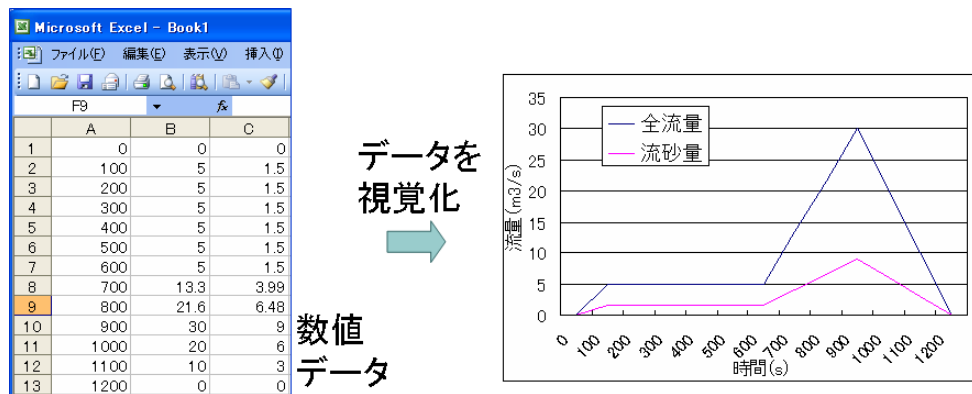 Microsoft Excel - Book1
ファイル(F) 編集(E) 表示(V) 挿入(I)
F9 fx
A B C
1 0 0 0
2 100 5 1.5
3 200 5 1.5
4 300 5 1.5
5 400 5 1.5
6 500 5 1.5
7 600 5 1.5
8 700 13.3 3.99
9 800 21.6 6.48
10 900 30 9
11 1000 20 6
12 1100 10 3
13 1200 0 0
数値
データ
データを
視覚化
35
30
25
20
15
10
5
0
流量(m3/s)
全流量
流砂量
0 100 200 300 400 500 600 700 800 900 1000 1100 1200
時間(s)